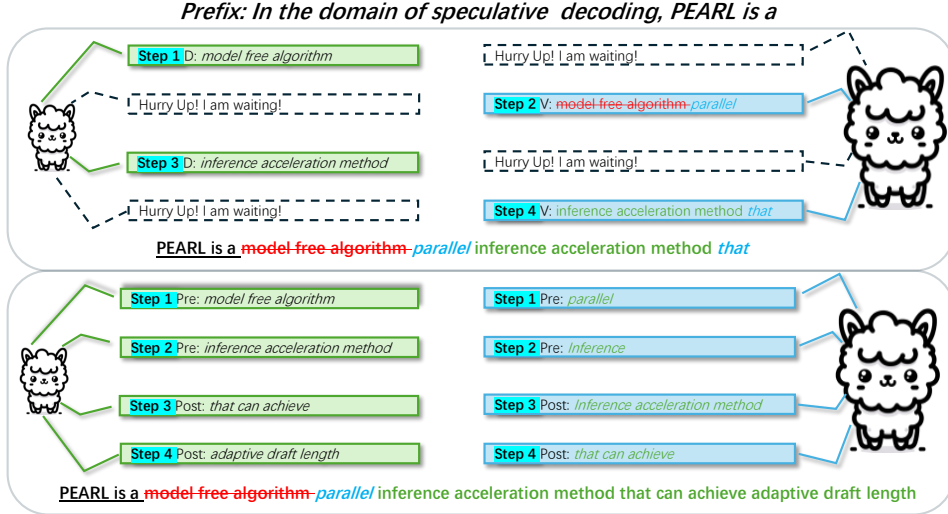 Prefix: In the domain of speculative decoding, PEARL is a
Step 1 D: model free algorithm
Hurry Up! I am waiting!
Hurry Up! I am waiting!
Step 2 V: model free algorithm parallel
Step 3 D: inference acceleration method
Hurry Up! I am waiting!
Hurry Up! I am waiting!
Step 4 V: inference acceleration method that
PEARL is a model free algorithm parallel inference acceleration method that
Step 1 Pre: model free algorithm
Step 1 Pre: parallel
Step 2 Pre: inference acceleration method
Step 2 Pre: Inference
Step 3 Post: that can achieve
Step 3 Post: Inference acceleration method
Step 4 Post: adaptive draft length
Step 4 Post: that can achieve
PEARL is a model free algorithm parallel inference acceleration method that can achieve adaptive draft length